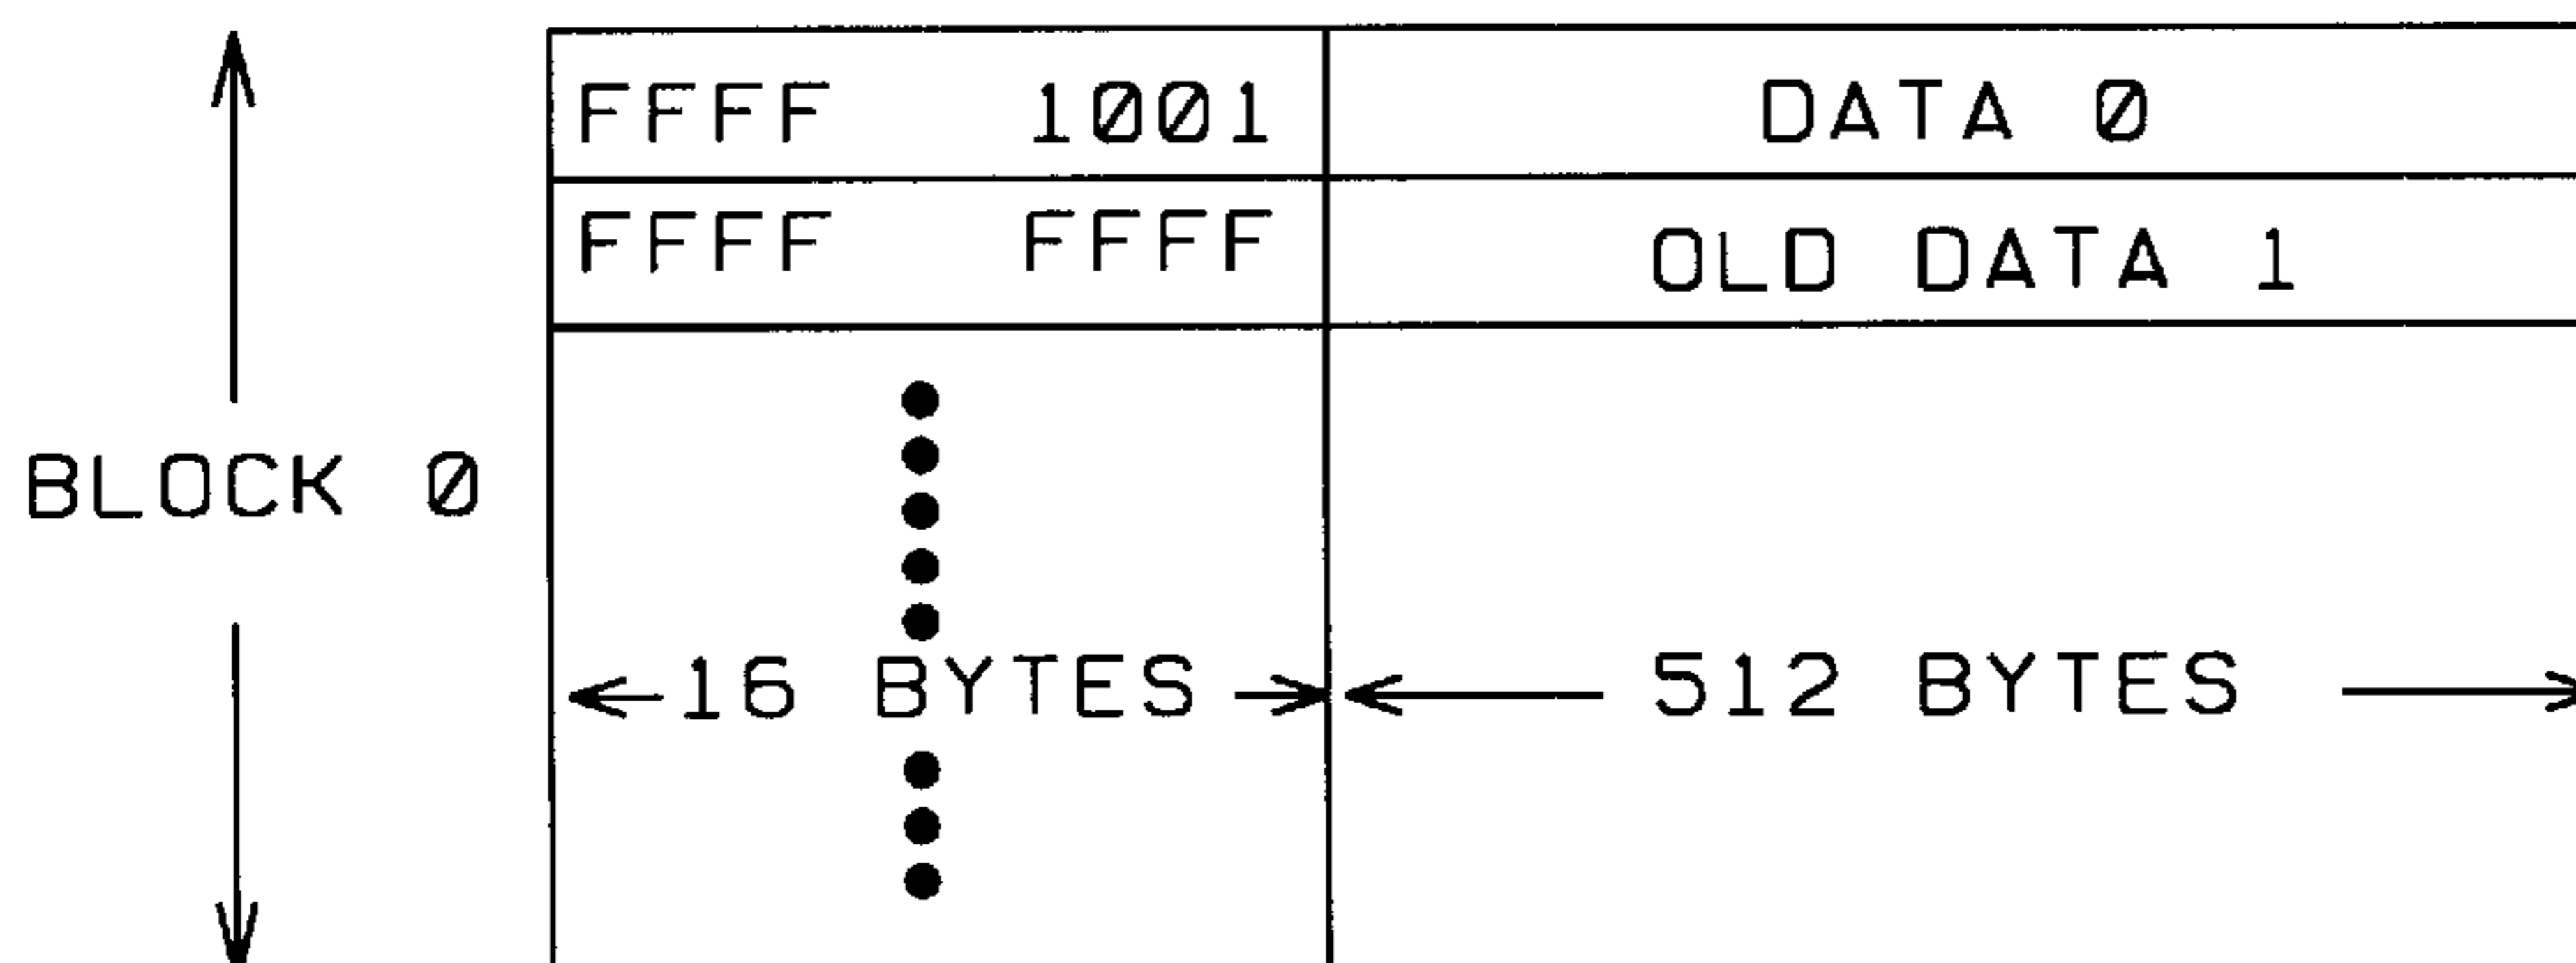 FFFF 1001 DATA 0
FFFF FFFF OLD DATA 1
BLOCK 0
16 BYTES 512 BYTES